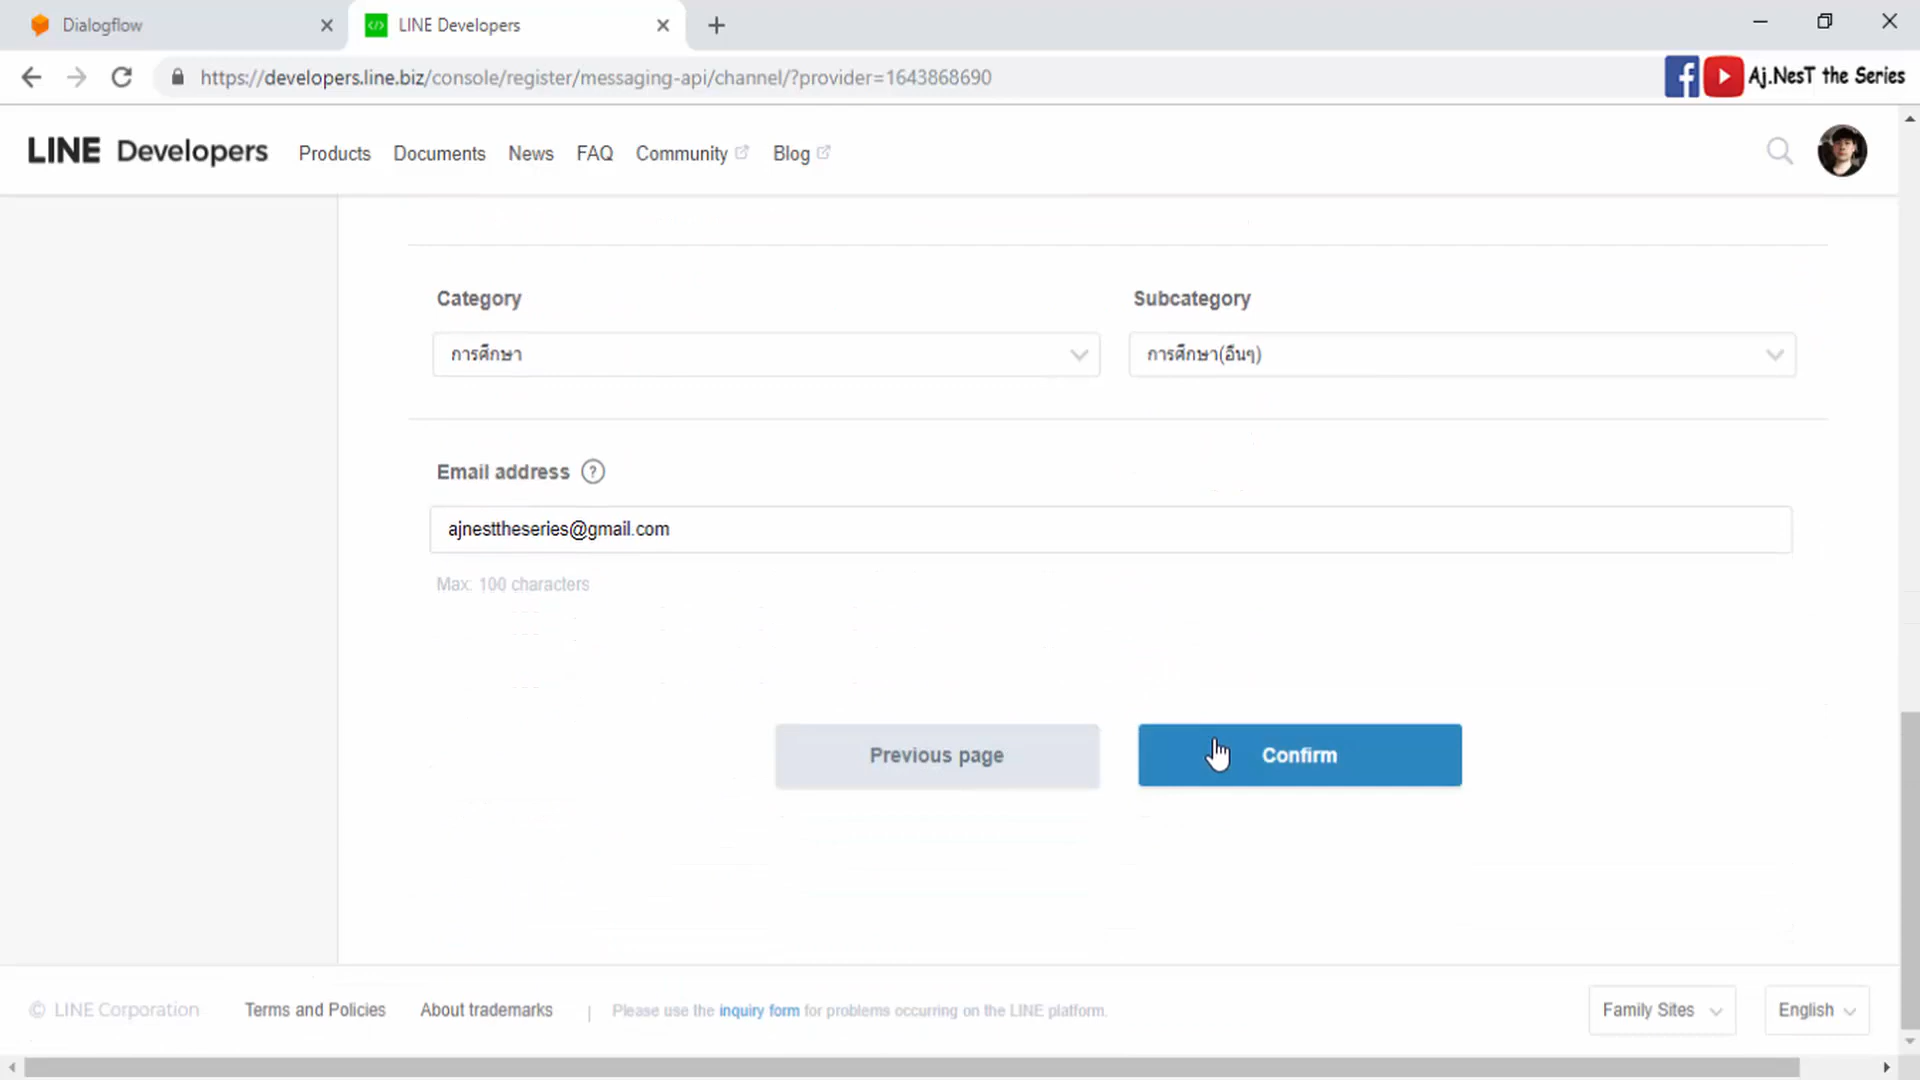 Dialogflow
LINE Developers
https://developers.line.biz/console/register/messaging-api/channel/?provider=1643868690
Aj.NesT the Series
LINE Developers
Products
Documents
News
FAQ
Community
Blog
Category
Subcategory
การศึกษา
การศึกษา(อื่นๆ)
Email address ?
ajnesttheseries@gmail.com
Max: 100 characters
Previous page
Confirm
© LINE Corporation
Terms and Policies
About trademarks
| Please use the inquiry form for problems occurring on the LINE platform.
Family Sites
English